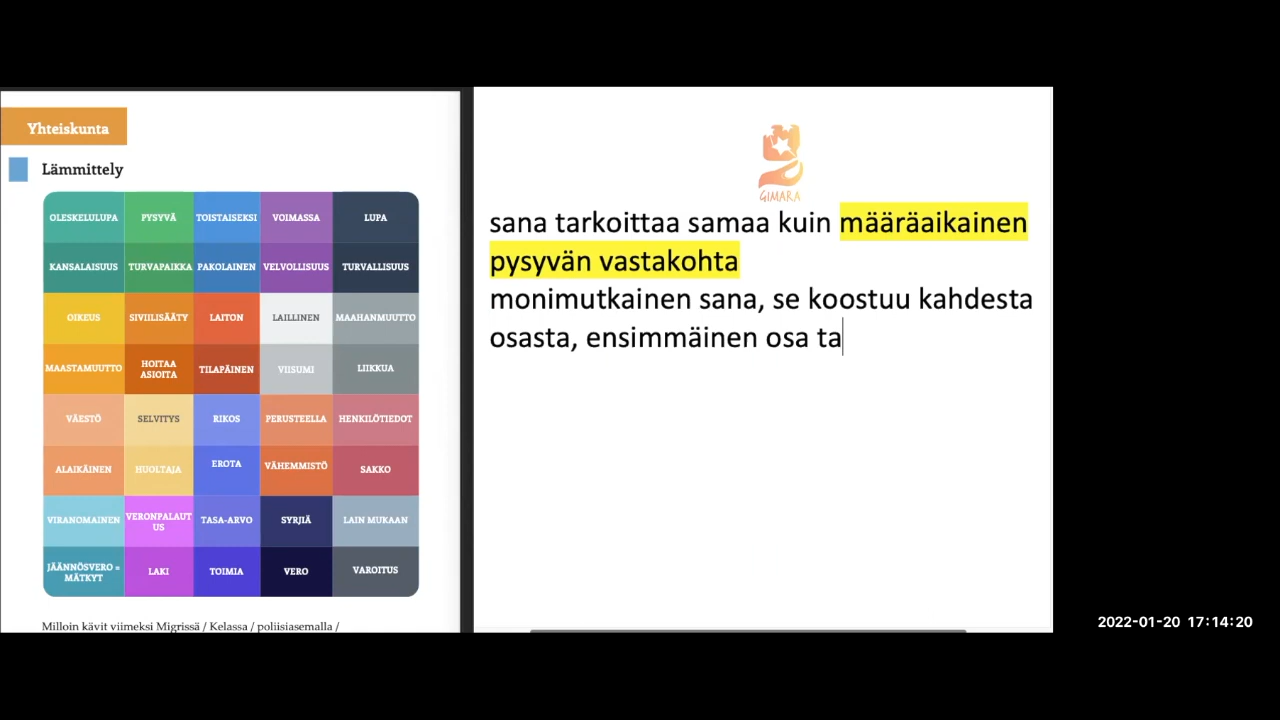 Yhteiskunta
Lämmittely
OLESKELULUPA PYSYVÄ TOISTAISEKSI VOIMASSA LUPA
KANSALAISUUS TURVAPAIKKA PAKOLAINEN VELVOLLISUUS TURVALLISUUS
OIKEUS SIVIILISÄÄTY LAITON LAILLINEN MAAHANMUUTTO
MAASTAMUUTTO HOITAA ASIOITA TILAPÄINEN VIISUMI LIIKKUA
VÄESTÖ SELVITYS RIKOS PERUSTEELLA HENKILÖTIEDOT
ALAIKÄINEN HUOLTAJA EROTA VÄHEMMISTÖ SAKKO
VIRANOMAINEN VERONPALAUT US TASA-ARVO SYRJIÄ LAIN MUKAAN
JÄÄNNÖSVERO = MÄTKYT LAKI TOIMIA VERO VAROITUS
Milloin kävit viimeksi Migrissä / Kelassa / poliisiasemalla /
GIMARA
sana tarkoittaa samaa kuin määräaikainen
pysyvän vastakohta
monimutkainen sana, se koostuu kahdesta
osasta, ensimmäinen osa ta
2022-01-20 17:14:20